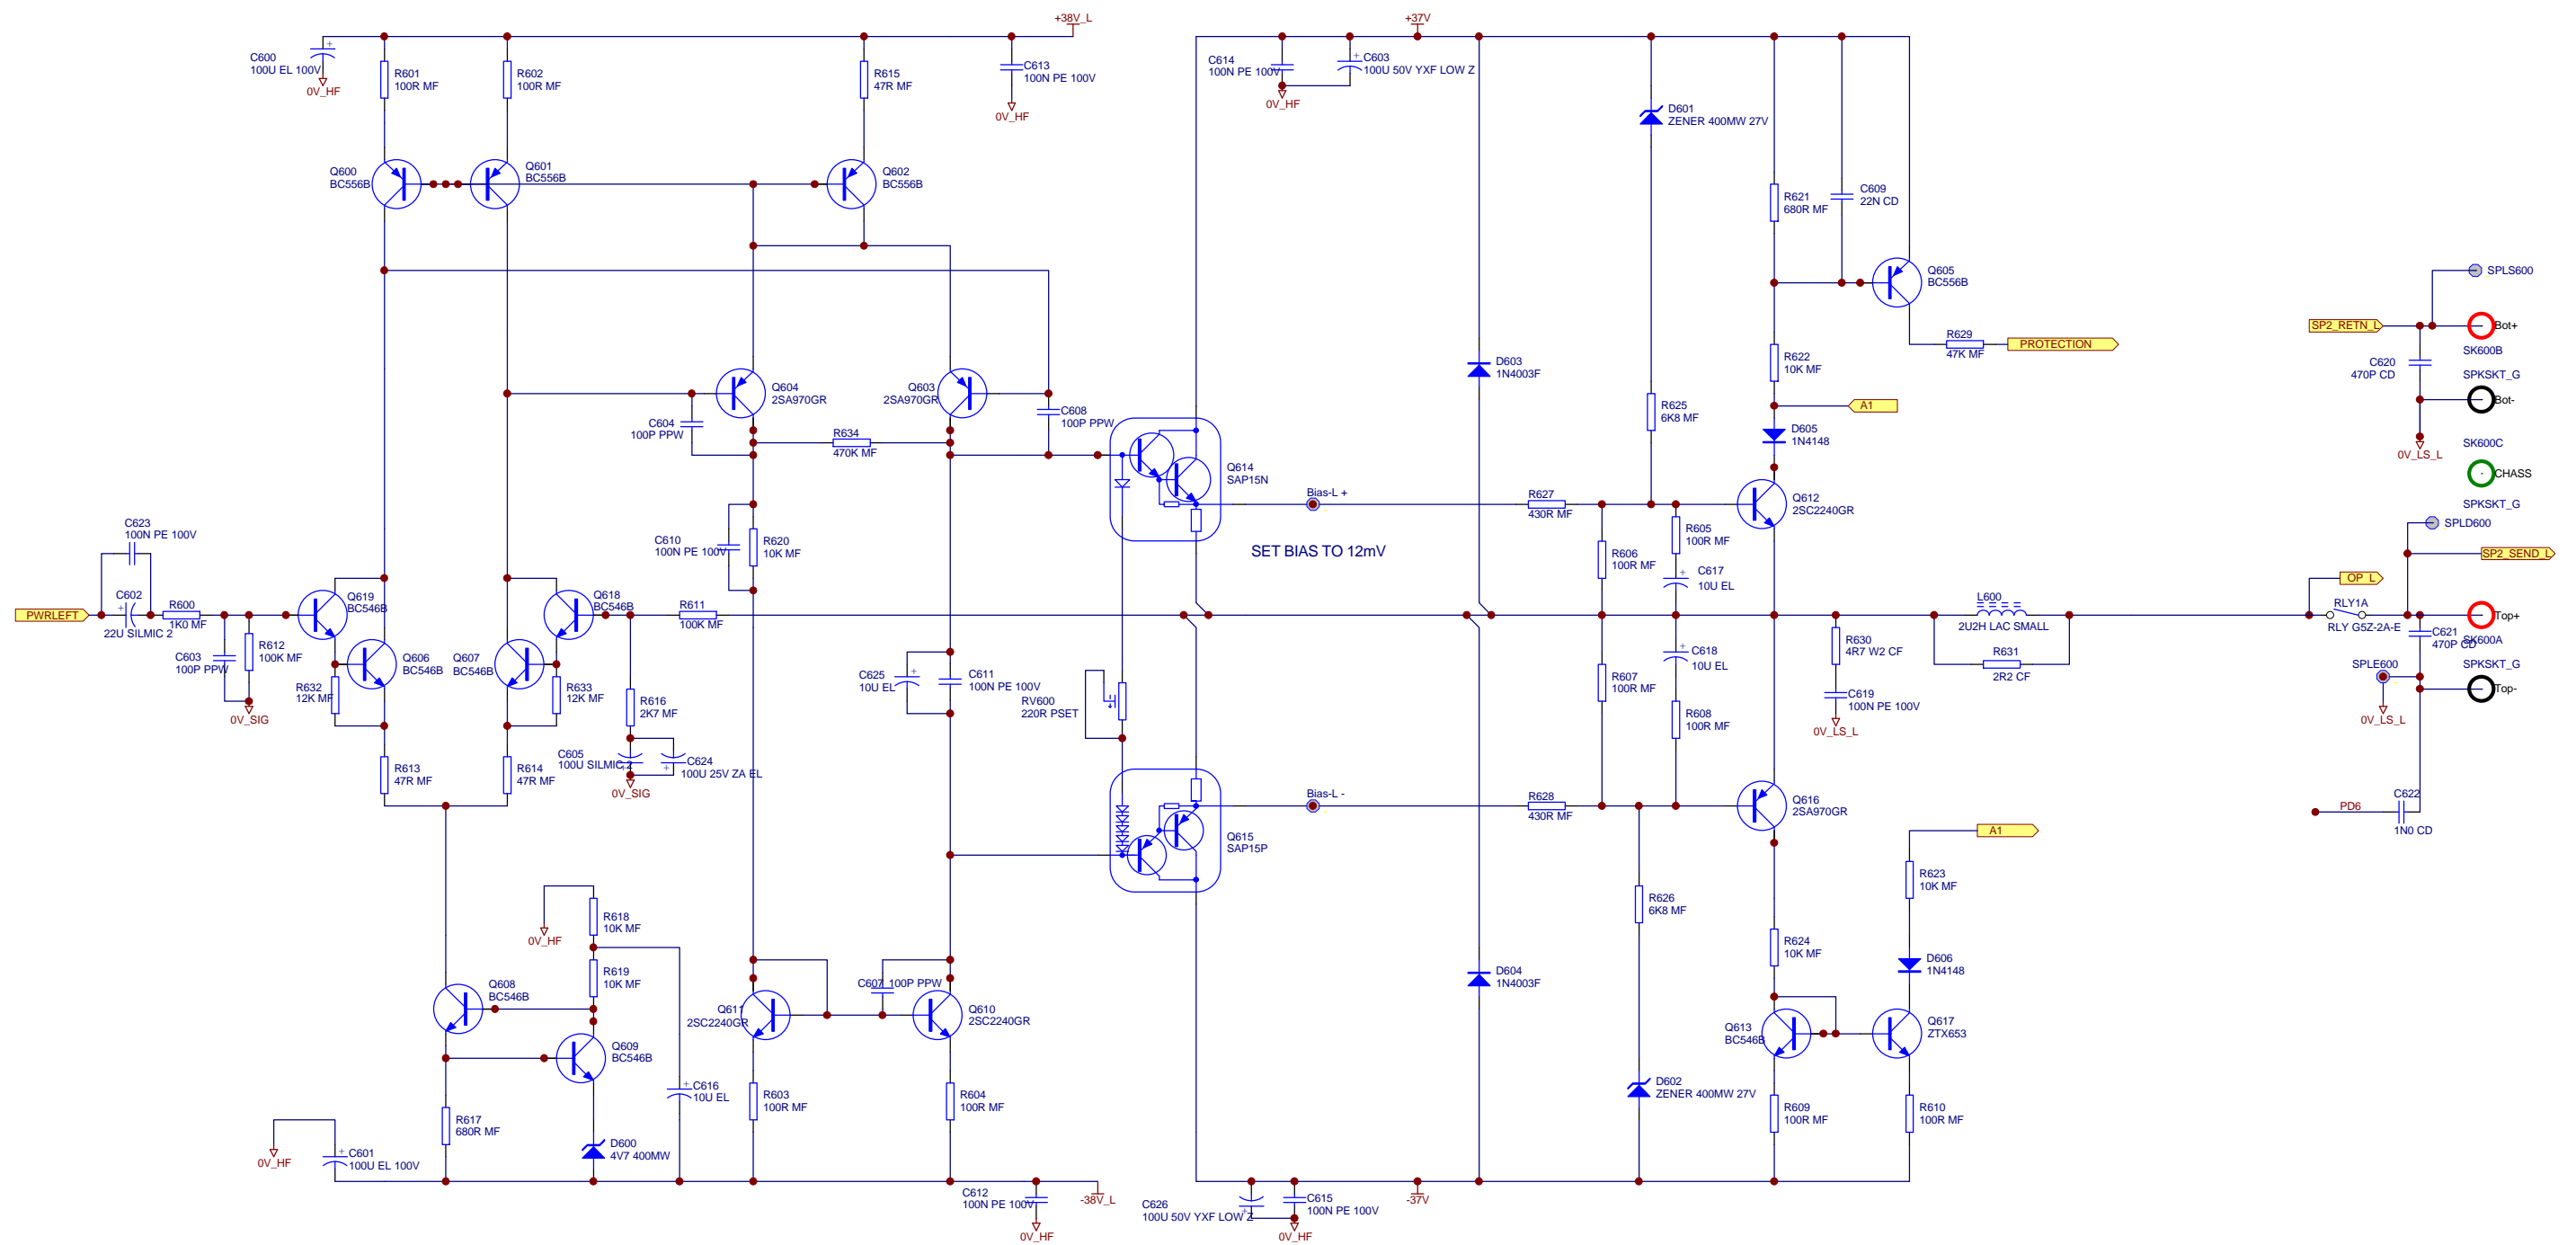 +38V_L
+37V
C600
100U EL 100V
0V_HF
R601
100R MF
R602
100R MF
R615
47R MF
C613
100N PE 100V
0V_HF
C614
100N PE 100V
0V_HF
C603
100U 50V YXF LOW Z
D601
ZENER 400MW 27V
Q600
BC556B
Q601
BC556B
Q602
BC556B
R621
680R MF
C609
22N CD
Q605
BC556B
SPLS600
SP2_RETN_L
Bot+
SK600B
R629
47K MF
PROTECTION
D603
1N4003F
R622
10K MF
C620
470P CD
SPKSKT_G
Bot-
Q604
2SA970GR
Q603
2SA970GR
C604
100P PPW
C608
100P PPW
R634
470K MF
R625
6K8 MF
A1
D605
1N4148
0V_LS_L
SK600C
CHASS
SPKSKT_G
Q614
SAP15N
Bias-L +
R627
430R MF
Q612
2SC2240GR
SPLD600
C623
100N PE 100V
C610
100N PE 100V
R620
10K MF
SET BIAS TO 12mV
R606
100R MF
R605
100R MF
C617
10U EL
SP2_SEND_L
OP_L
PWRLEFT
C602
22U SILMIC 2
R600
1K0 MF
Q619
BC546B
Q618
BC546B
R611
100K MF
L600
2U2H LAC SMALL
RLY1A
RLY G5Z-2A-E
Top+
SK600A
C603
100P PPW
R612
100K MF
0V_SIG
Q606
BC546B
Q607
BC546B
R632
12K MF
R633
12K MF
R616
2K7 MF
C625
10U EL
C611
100N PE 100V
RV600
220R PSET
R607
100R MF
C618
10U EL
R608
100R MF
R630
4R7 W2 CF
C619
100N PE 100V
0V_LS_L
R631
2R2 CF
C621
470P CD
SPLE600
SPKSKT_G
Top-
0V_LS_L
R613
47R MF
R614
47R MF
C605
100U SILMIC 2
C624
100U 25V ZA EL
0V_SIG
Bias-L -
R628
430R MF
Q616
2SA970GR
PD6
C622
1N0 CD
Q615
SAP15P
A1
R618
10K MF
0V_HF
R619
10K MF
R626
6K8 MF
R623
10K MF
R624
10K MF
D606
1N4148
Q608
BC546B
C607 100P PPW
Q611
2SC2240GR
Q610
2SC2240GR
D604
1N4003F
Q613
BC546B
Q617
ZTX653
Q609
BC546B
C616
10U EL
R603
100R MF
R604
100R MF
D602
ZENER 400MW 27V
R609
100R MF
R610
100R MF
R617
680R MF
D600
4V7 400MW
0V_HF
C601
100U EL 100V
C612
100N PE 100V
0V_HF
-38V_L
C626
100U 50V YXF LOW Z
C615
100N PE 100V
0V_HF
-37V